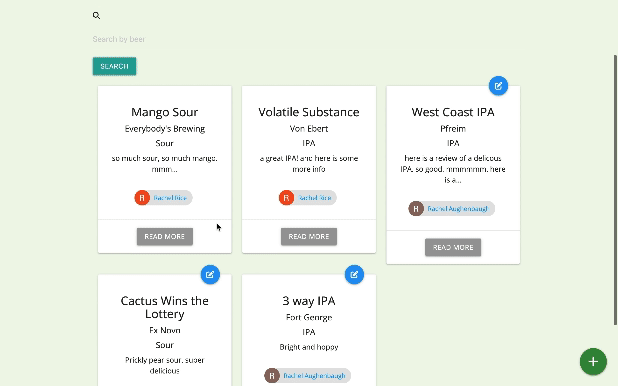 Search by beer
SEARCH
Mango Sour
Everybody's Brewing
Sour
so much sour, so much mango.
mmm...
R Rachel Rice
READ MORE
Volatile Substance
Von Ebert
IPA
a great IPA! and here is some
more info
R Rachel Rice
READ MORE
West Coast IPA
Pfreim
IPA
here is a review of a delicous
IPA, so good, mmmmmm, here
is a...
R Rachel Aughenbaugh
READ MORE
Cactus Wins the
Lottery
Ex Novo
Sour
Prickly pear sour, super
delicious
3 way IPA
Fort George
IPA
Bright and hoppy
R Rachel Aughenbaugh